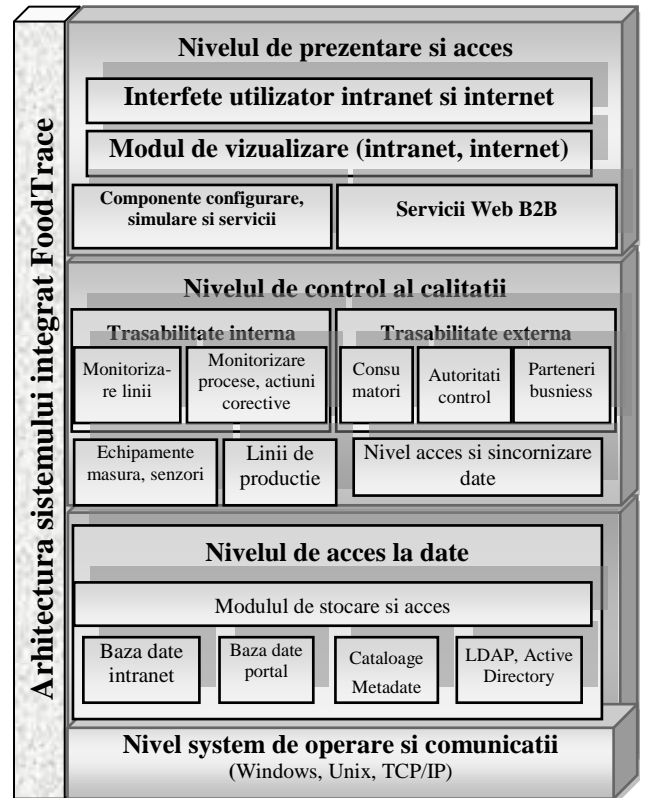 Arhitectura sistemului integrat FoodTrace
Nivelul de prezentare si acces
Interfete utilizator intranet si internet
Modul de vizualizare (intranet, internet)
Componente configurare,
simulare si servicii
Servicii Web B2B
Nivelul de control al calitatii
Trasabilitate interna
Monitoriza-
re linii
Monitorizare
procese, actiuni
corective
Trasabilitate externa
Consu
matori
Autoritati
control
Parteneri
busniess
Echipamente
masura, senzori
Linii de
productie
Nivel acces si sincornizare
date
Nivelul de acces la date
Modulul de stocare si acces
Baza date
intranet
Baza date
portal
Cataloage
Metadate
LDAP, Active
Directory
Nivel system de operare si comunicatii
(Windows, Unix, TCP/IP)